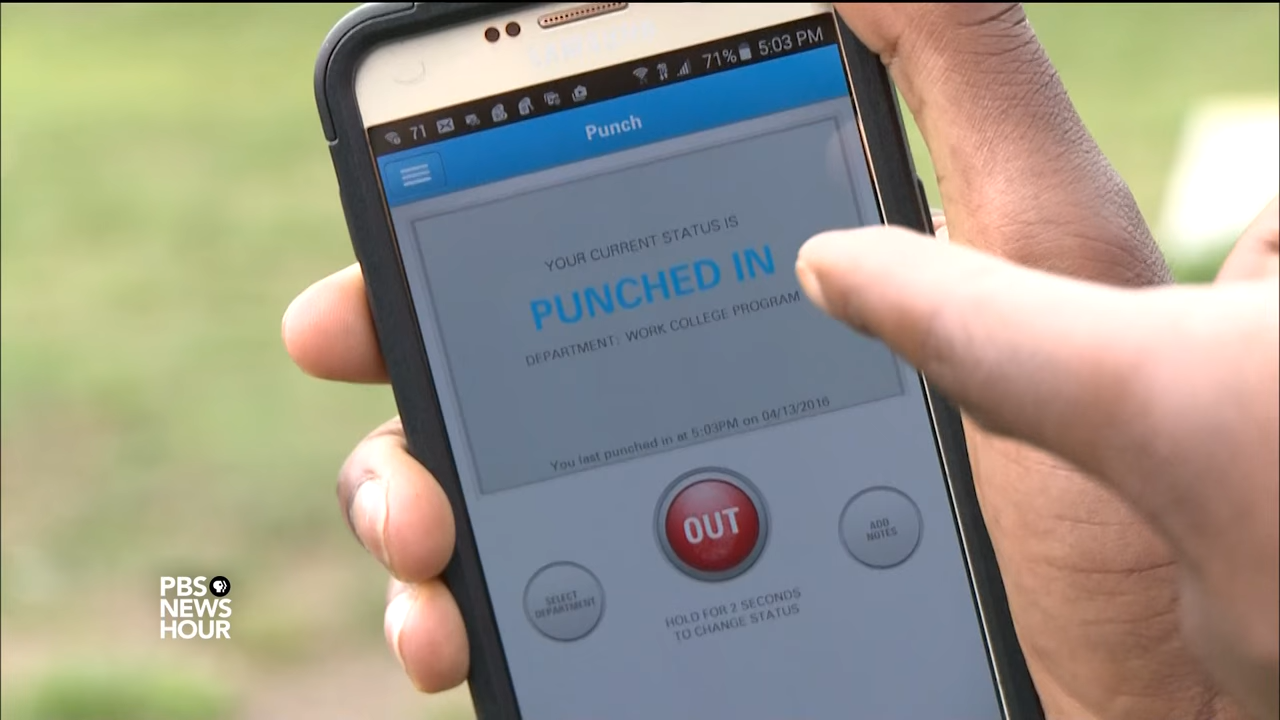 SAMSUNG
71 71% 5:03 PM
Punch
YOUR CURRENT STATUS IS
PUNCHED IN
DEPARTMENT: WORK COLLEGE PROGRAM
You last punched in at 5:03PM on 04/13/2016
OUT
ADD
NOTES
SELECT
DEPARTMENT
HOLD FOR 2 SECONDS
TO CHANGE STATUS
PBS
NEWS
HOUR